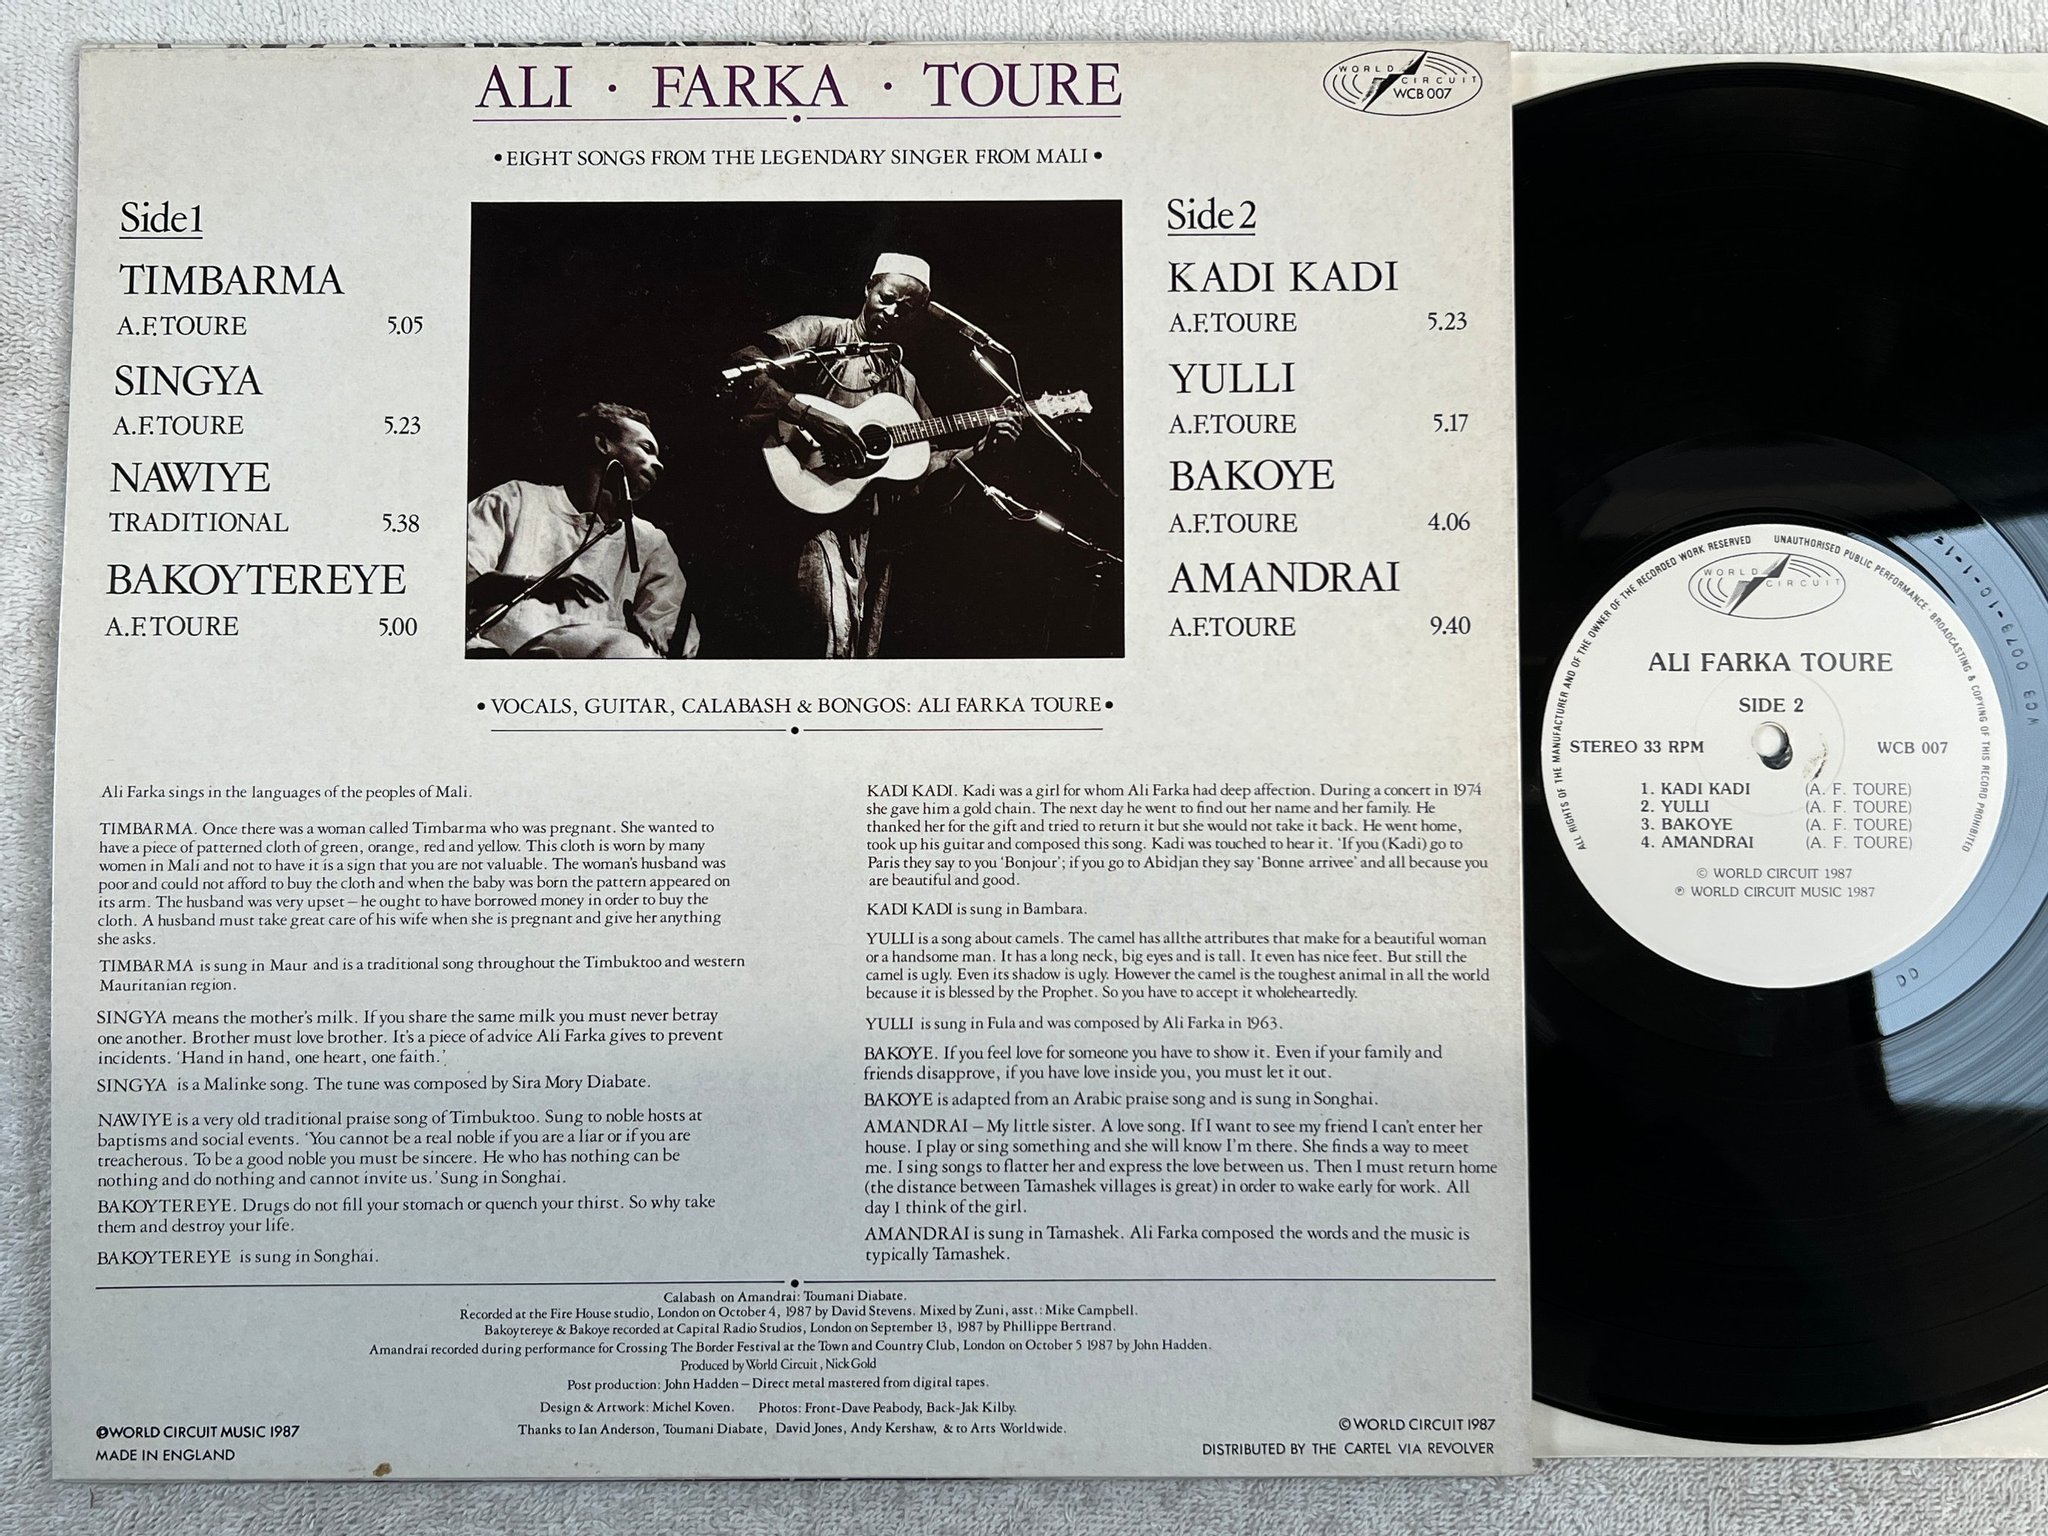 ALI · FARKA · TOURE
WORLD CIRCUIT
WCB 007
• EIGHT SONGS FROM THE LEGENDARY SINGER FROM MALI •
Side 1
TIMBARMA
A.F.TOURE 5.05
SINGYA
A.F.TOURE 5.23
NAWIYE
TRADITIONAL 5.38
BAKOYTEREYE
A.F.TOURE 5.00
Side 2
KADI KADI
A.F.TOURE 5.23
YULLI
A.F.TOURE 5.17
BAKOYE
A.F.TOURE 4.06
AMANDRAI
A.F.TOURE 9.40
• VOCALS, GUITAR, CALABASH & BONGOS: ALI FARKA TOURE •
Ali Farka sings in the languages of the peoples of Mali.
TIMBARMA. Once there was a woman called Timbarma who was pregnant. She wanted to
have a piece of patterned cloth of green, orange, red and yellow. This cloth is worn by many
women in Mali and not to have it is a sign that you are not valuable. The woman's husband was
poor and could not afford to buy the cloth and when the baby was born the pattern appeared on
its arm. The husband was very upset – he ought to have borrowed money in order to buy the
cloth. A husband must take great care of his wife when she is pregnant and give her anything
she asks.
TIMBARMA is sung in Maur and is a traditional song throughout the Timbuktoo and western
Mauritanian region.
SINGYA means the mother's milk. If you share the same milk you must never betray
one another. Brother must love brother. It's a piece of advice Ali Farka gives to prevent
incidents. 'Hand in hand, one heart, one faith.'
SINGYA is a Malinke song. The tune was composed by Sira Mory Diabate.
NAWIYE is a very old traditional praise song of Timbuktoo. Sung to noble hosts at
baptisms and social events. 'You cannot be a real noble if you are a liar or if you are
treacherous. To be a good noble you must be sincere. He who has nothing can be
nothing and do nothing and cannot invite us.' Sung in Songhai.
BAKOYTEREYE. Drugs do not fill your stomach or quench your thirst. So why take
them and destroy your life.
BAKOYTEREYE is sung in Songhai.
KADI KADI. Kadi was a girl for whom Ali Farka had deep affection. During a concert in 1974
she gave him a gold chain. The next day he went to find out her name and her family. He
thanked her for the gift and tried to return it but she would not take it back. He went home,
took up his guitar and composed this song. Kadi was touched to hear it. 'If you (Kadi) go to
Paris they say to you 'Bonjour'; if you go to Abidjan they say 'Bonne arrivee' and all because you
are beautiful and good.
KADI KADI is sung in Bambara.
YULLI is a song about camels. The camel has all the attributes that make for a beautiful woman
or a handsome man. It has a long neck, big eyes and is tall. It even has nice feet. But still the
camel is ugly. Even its shadow is ugly. However the camel is the toughest animal in all the world
because it is blessed by the Prophet. So you have to accept it wholeheartedly.
YULLI is sung in Fula and was composed by Ali Farka in 1963.
BAKOYE. If you feel love for someone you have to show it. Even if your family and
friends disapprove, if you have love inside you, you must let it out.
BAKOYE is adapted from an Arabic praise song and is sung in Songhai.
AMANDRAI – My little sister. A love song. If I want to see my friend I can't enter her
house. I play or sing something and she will know I'm there. She finds a way to meet
me. I sing songs to flatter her and express the love between us. Then I must return home
(the distance between Tamashek villages is great) in order to wake early for work. All
day I think of the girl.
AMANDRAI is sung in Tamashek. Ali Farka composed the words and the music is
typically Tamashek.
Calabash on Amandrai: Toumani Diabate.
Recorded at the Fire House studio, London on October 4, 1987 by David Stevens. Mixed by Zuni, asst.: Mike Campbell.
Bakoytereye & Bakoye recorded at Capital Radio Studios, London on September 13, 1987 by Phillippe Bertrand.
Amandrai recorded during performance for Crossing The Border Festival at the Town and Country Club, London on October 5 1987 by John Hadden.
Produced by World Circuit, Nick Gold
Post production: John Hadden – Direct metal mastered from digital tapes.
Design & Artwork: Michel Koven. Photos: Front-Dave Peabody, Back-Jak Kilby.
Thanks to Ian Anderson, Toumani Diabate, David Jones, Andy Kershaw, & to Arts Worldwide.
℗WORLD CIRCUIT MUSIC 1987
MADE IN ENGLAND
© WORLD CIRCUIT 1987
DISTRIBUTED BY THE CARTEL VIA REVOLVER
ALL RIGHTS OF THE MANUFACTURER AND OF THE OWNER OF THE RECORDED WORK RESERVED UNAUTHORISED PUBLIC PERFORMANCE · BROADCASTING & COPYING OF THIS RECORD PROHIBITED
WORLD CIRCUIT
ALI FARKA TOURE
SIDE 2
STEREO 33 RPM WCB 007
1. KADI KADI (A. F. TOURE)
2. YULLI (A. F. TOURE)
3. BAKOYE (A. F. TOURE)
4. AMANDRAI (A. F. TOURE)
© WORLD CIRCUIT 1987
℗ WORLD CIRCUIT MUSIC 1987
DD